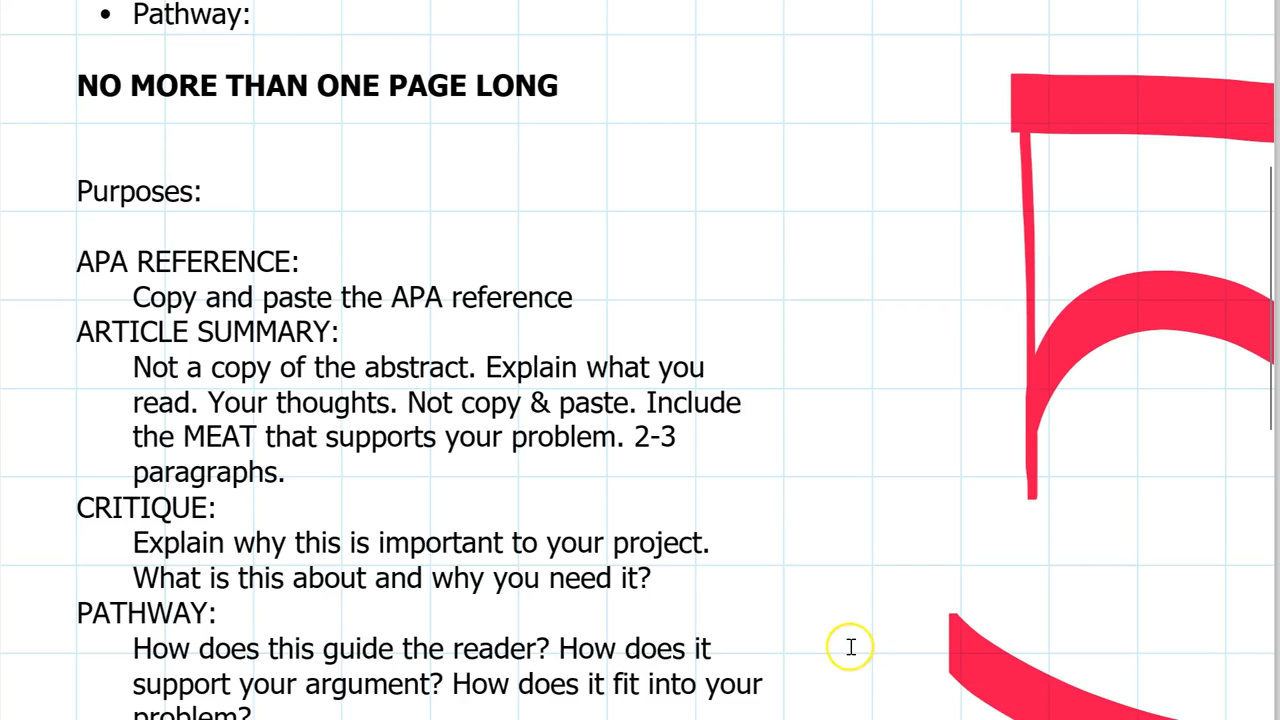 • Pathway:
NO MORE THAN ONE PAGE LONG
Purposes:
APA REFERENCE:
Copy and paste the APA reference
ARTICLE SUMMARY:
Not a copy of the abstract. Explain what you
read. Your thoughts. Not copy & paste. Include
the MEAT that supports your problem. 2-3
paragraphs.
CRITIQUE:
Explain why this is important to your project.
What is this about and why you need it?
PATHWAY:
How does this guide the reader? How does it
support your argument? How does it fit into your
problem?